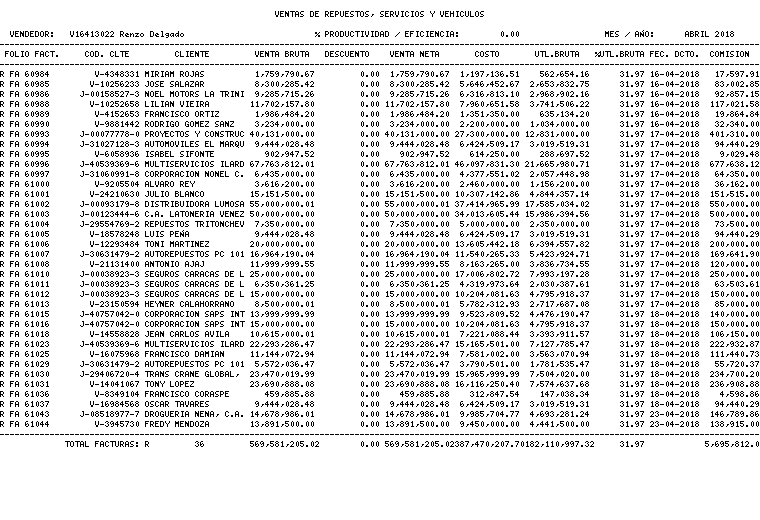 VENTAS DE REPUESTOS, SERVICIOS Y VEHICULOS
VENDEDOR: V16413022 Renzo Delgado % PRODUCTIVIDAD / EFICIENCIA: 0.00 MES / AÑO: ABRIL 2018
FOLIO FACT. COD. CLTE CLIENTE VENTA BRUTA DESCUENTO VENTA NETA COSTO UTL.BRUTA %UTL.BRUTA FEC. DCTO. COMISION
R FA 60984 V-4348331 MIRIAM ROJAS 1,759,790.67 0.00 1,759,790.67 1,197,136.51 562,654.16 31.97 16-04-2018 17,597.91
R FA 60985 V-10256233 JOSE SALAZAR 8,300,285.42 0.00 8,300,285.42 5,646,452.67 2,653,832.75 31.97 16-04-2018 83,002.85
R FA 60986 J-00158527-3 NOEL MOTORS LA TRINI 9,285,715.26 0.00 9,285,715.26 6,316,813.10 2,968,902.16 31.97 16-04-2018 92,857.15
R FA 60988 V-10252658 LILIAN VIEIRA 11,702,157.80 0.00 11,702,157.80 7,960,651.58 3,741,506.22 31.97 16-04-2018 117,021.58
R FA 60989 V-4152653 FRANCISCO ORTIZ 1,986,484.20 0.00 1,986,484.20 1,351,350.00 635,134.20 31.97 16-04-2018 19,864.84
R FA 60990 V-9881442 RODRIGO GOMEZ SANZ 3,234,000.00 0.00 3,234,000.00 2,200,000.00 1,034,000.00 31.97 16-04-2018 32,340.00
R FA 60993 J-00077778-0 PROYECTOS Y CONSTRUC 40,131,000.00 0.00 40,131,000.00 27,300,000.00 12,831,000.00 31.97 16-04-2018 401,310.00
R FA 60994 J-31027128-3 AUTOMOVILES EL MARQU 9,444,028.48 0.00 9,444,028.48 6,424,509.17 3,019,519.31 31.97 16-04-2018 94,440.29
R FA 60995 V-6058936 ISABEL SIFONTE 902,947.52 0.00 902,947.52 614,250.00 288,697.52 31.97 16-04-2018 9,029.48
R FA 60996 J-40539369-6 MULTISERVICIOS ILARD 67,763,812.01 0.00 67,763,812.01 46,097,831.30 21,665,980.71 31.97 16-04-2018 677,638.12
R FA 60997 J-31060991-8 CORPORACION NONEL C. 6,435,000.00 0.00 6,435,000.00 4,377,551.02 2,057,448.98 31.97 16-04-2018 64,350.00
R FA 61000 V-9205504 ALVARO REY 3,616,200.00 0.00 3,616,200.00 2,460,000.00 1,156,200.00 31.97 17-04-2018 36,162.00
R FA 61001 V-24210630 JULIO BLANCO 15,151,500.00 0.00 15,151,500.00 10,307,142.86 4,844,357.14 31.97 17-04-2018 151,515.00
R FA 61002 J-00093179-8 DISTRIBUIDORA LUMOSA 55,000,000.01 0.00 55,000,000.01 37,414,965.99 17,585,034.02 31.97 17-04-2018 550,000.00
R FA 61003 J-00123444-6 C.A. LATONERIA VENEZ 50,000,000.00 0.00 50,000,000.00 34,013,605.44 15,986,394.56 31.97 17-04-2018 500,000.00
R FA 61004 J-29554769-2 REPUESTOS TRITONCHEV 7,350,000.00 0.00 7,350,000.00 5,000,000.00 2,350,000.00 31.97 17-04-2018 73,500.00
R FA 61005 V-18578248 LUIS PEÑA 9,444,028.48 0.00 9,444,028.48 6,424,509.17 3,019,519.31 31.97 17-04-2018 94,440.29
R FA 61006 V-12293484 TONI MARTINEZ 20,000,000.00 0.00 20,000,000.00 13,605,442.18 6,394,557.82 31.97 17-04-2018 200,000.00
R FA 61007 J-30631479-2 AUTOREPUESTOS PC 101 16,964,190.04 0.00 16,964,190.04 11,540,265.33 5,423,924.71 31.97 17-04-2018 169,641.90
R FA 61008 V-21131400 ANTONIO AJAJ 11,999,999.55 0.00 11,999,999.55 8,163,265.00 3,836,734.55 31.97 17-04-2018 120,000.00
R FA 61010 J-00038923-3 SEGUROS CARACAS DE L 25,000,000.00 0.00 25,000,000.00 17,006,802.72 7,993,197.28 31.97 17-04-2018 250,000.00
R FA 61011 J-00038923-3 SEGUROS CARACAS DE L 6,350,361.25 0.00 6,350,361.25 4,319,973.64 2,030,387.61 31.97 17-04-2018 63,503.61
R FA 61012 J-00038923-3 SEGUROS CARACAS DE L 15,000,000.00 0.00 15,000,000.00 10,204,081.63 4,795,918.37 31.97 17-04-2018 150,000.00
R FA 61013 V-23150594 HEYNER CALAHORRANO 8,500,000.01 0.00 8,500,000.01 5,782,312.93 2,717,687.08 31.97 17-04-2018 85,000.00
R FA 61015 J-40757042-0 CORPORACION SAPS INT 13,999,999.99 0.00 13,999,999.99 9,523,809.52 4,476,190.47 31.97 18-04-2018 140,000.00
R FA 61016 J-40757042-0 CORPORACION SAPS INT 15,000,000.00 0.00 15,000,000.00 10,204,081.63 4,795,918.37 31.97 18-04-2018 150,000.00
R FA 61018 V-14558828 JEAN CARLOS AVILA 10,615,000.01 0.00 10,615,000.01 7,221,088.44 3,393,911.57 31.97 18-04-2018 106,150.00
R FA 61023 J-40539369-6 MULTISERVICIOS ILARD 22,293,286.47 0.00 22,293,286.47 15,165,501.00 7,127,785.47 31.97 18-04-2018 222,932.87
R FA 61025 V-16075968 FRANCISCO DAMIAN 11,144,072.94 0.00 11,144,072.94 7,581,002.00 3,563,070.94 31.97 18-04-2018 111,440.73
R FA 61029 J-30631479-2 AUTOREPUESTOS PC 101 5,572,036.47 0.00 5,572,036.47 3,790,501.00 1,781,535.47 31.97 18-04-2018 55,720.37
R FA 61030 J-29406720-4 TRANS CRANE GLOBAL, 23,470,019.99 0.00 23,470,019.99 15,965,999.99 7,504,020.00 31.97 18-04-2018 234,700.20
R FA 61031 V-14041067 TONY LOPEZ 23,690,888.08 0.00 23,690,888.08 16,116,250.40 7,574,637.68 31.97 18-04-2018 236,908.88
R FA 61036 V-8349104 FRANCISCO CORASPE 459,885.88 0.00 459,885.88 312,847.54 147,038.34 31.97 18-04-2018 4,598.86
R FA 61037 V-16984568 OSCAR TAVARES 9,444,028.48 0.00 9,444,028.48 6,424,509.17 3,019,519.31 31.97 18-04-2018 94,440.29
R FA 61043 J-08518977-7 DROGUERIA NENA, C.A. 14,678,986.01 0.00 14,678,986.01 9,985,704.77 4,693,281.24 31.97 23-04-2018 146,789.86
R FA 61044 V-3945730 FREDY MENDOZA 13,891,500.00 0.00 13,891,500.00 9,450,000.00 4,441,500.00 31.97 23-04-2018 138,915.00
TOTAL FACTURAS: R 36 569,581,205.02 0.00 569,581,205.02387,470,207.70182,110,997.32 31.97 5,695,812.0